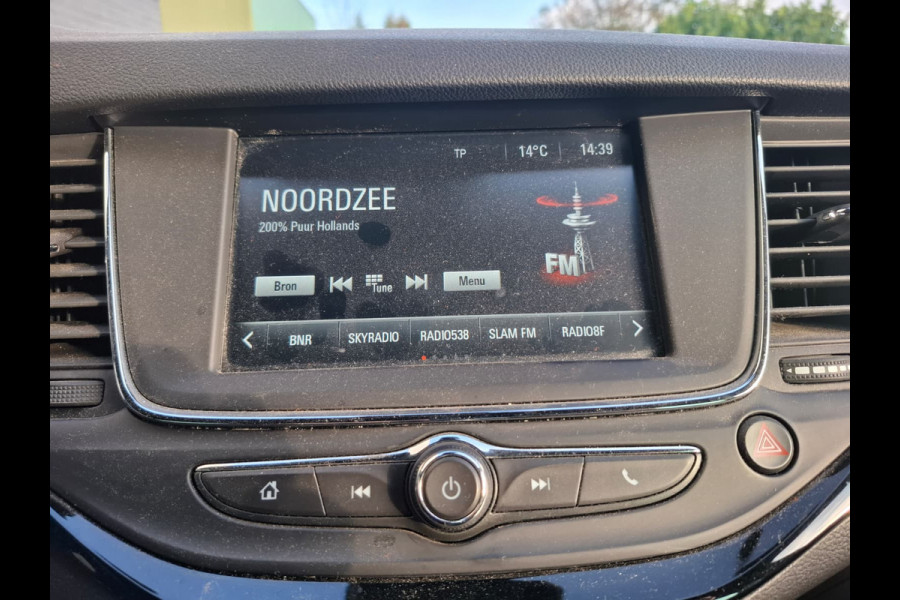 TP 14°C 14:39
NOORDZEE
200% Puur Hollands
FM
Bron Tune Menu
BNR SKYRADIO RADIO538 SLAM FM RADIO8F